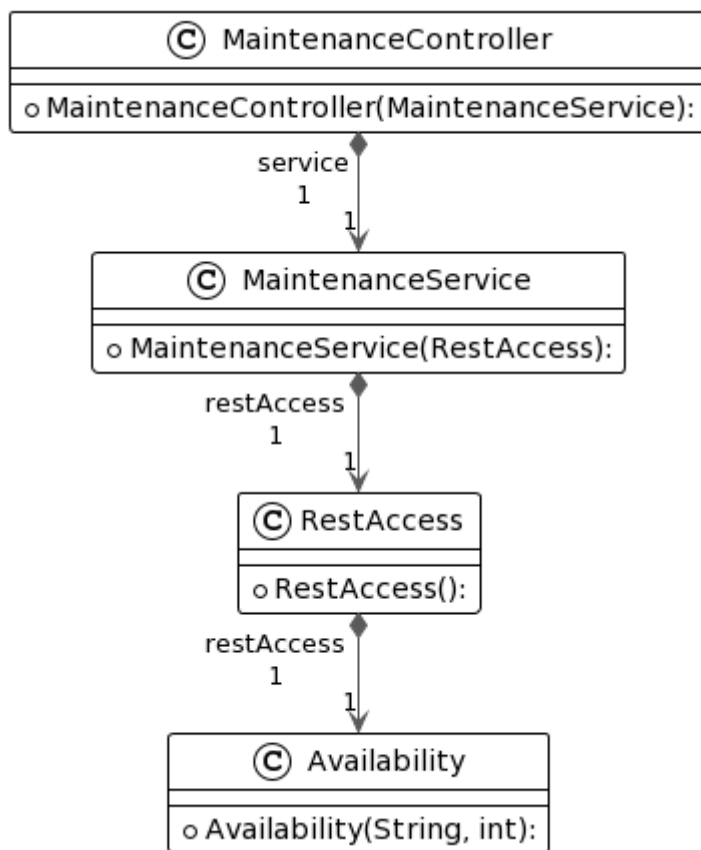 C MaintenanceController
MaintenanceController(MaintenanceService):
service
1
1
C MaintenanceService
MaintenanceService(RestAccess):
restAccess
1
1
C RestAccess
RestAccess():
restAccess
1
1
C Availability
Availability(String, int):